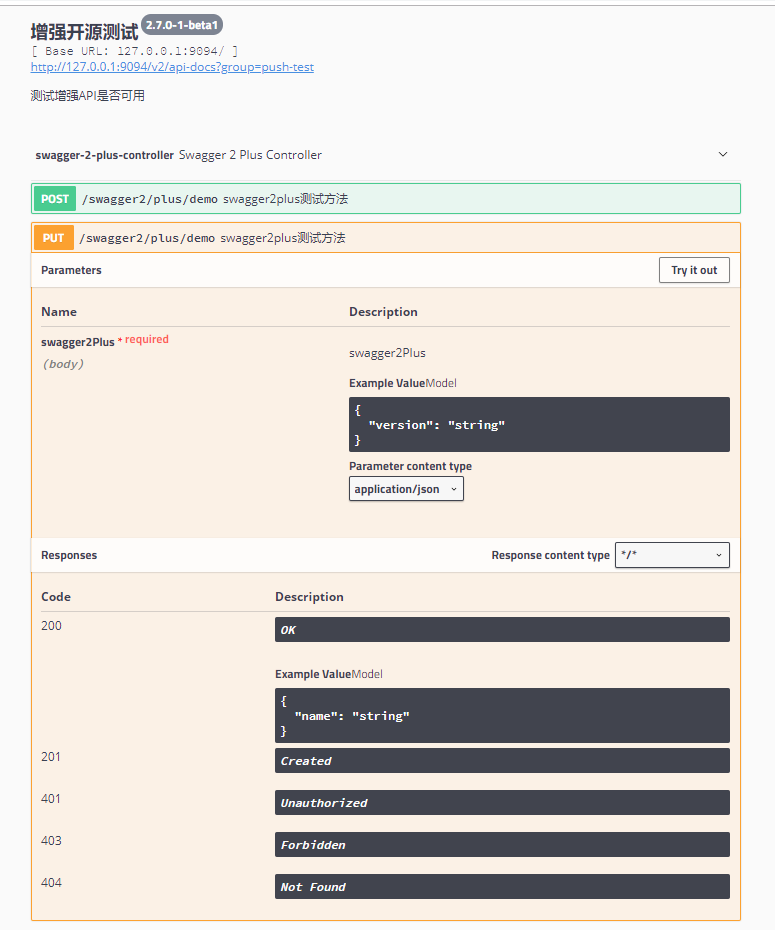 增强开源测试 2.7.0-1-beta1
[ Base URL: 127.0.0.1:9094/ ]
http://127.0.0.1:9094/v2/api-docs?group=push-test
测试增强API是否可用
swagger-2-plus-controller Swagger 2 Plus Controller
POST /swagger2/plus/demo swagger2plus测试方法
PUT /swagger2/plus/demo swagger2plus测试方法
Parameters Try it out
Name Description
swagger2Plus * required
(body)
swagger2Plus
Example ValueModel
{
"version": "string"
}
Parameter content type
application/json
Responses Response content type */*
Code Description
200 OK
Example ValueModel
{
"name": "string"
}
201 Created
401 Unauthorized
403 Forbidden
404 Not Found